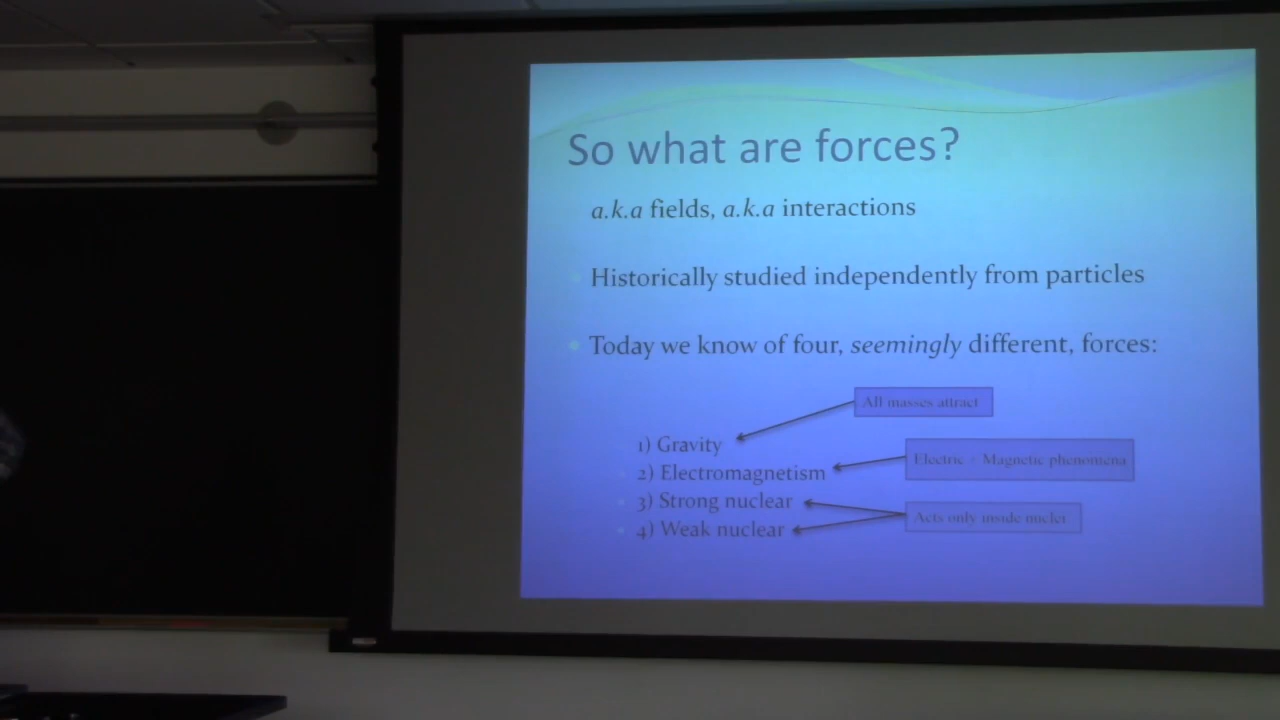 So what are forces?
a.k.a fields, a.k.a interactions
Historically studied independently from particles
Today we know of four, seemingly different, forces:
All masses attract
1) Gravity
Electric + Magnetic phenomena
2) Electromagnetism
3) Strong nuclear
Acts only inside nuclei
4) Weak nuclear